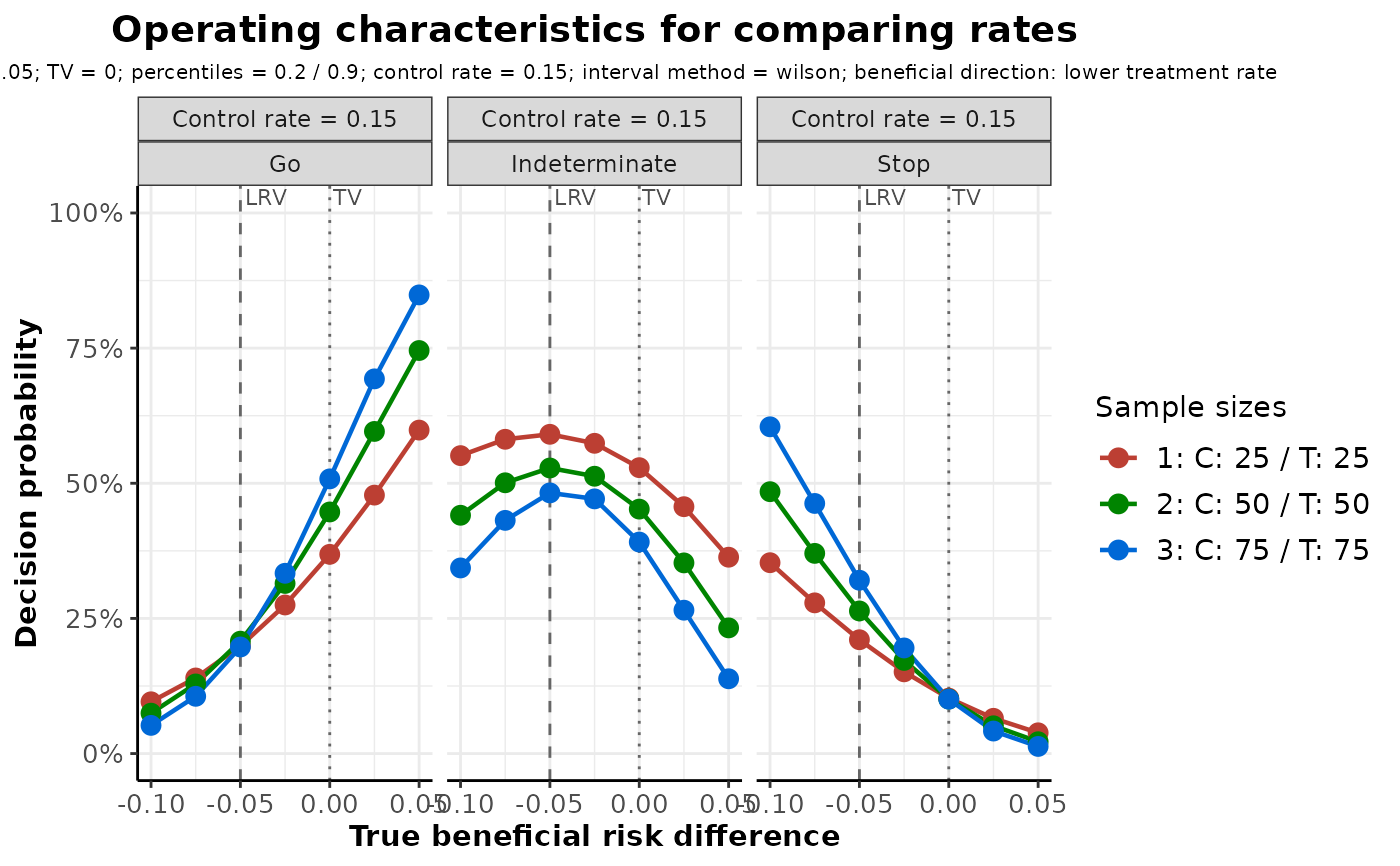 Operating characteristics for comparing rates
.05; TV = 0; percentiles = 0.2 / 0.9; control rate = 0.15; interval method = wilson; beneficial direction: lower treatment rate
Control rate = 0.15
Control rate = 0.15
Control rate = 0.15
Go
Indeterminate
Stop
LRV
TV
LRV
TV
LRV
TV
100%
75%
50%
25%
0%
Decision probability
-0.10
-0.05
0.00
0.05
-0.10
-0.05
0.00
0.05
-0.10
-0.05
0.00
0.05
True beneficial risk difference
Sample sizes
1: C: 25 / T: 25
2: C: 50 / T: 50
3: C: 75 / T: 75